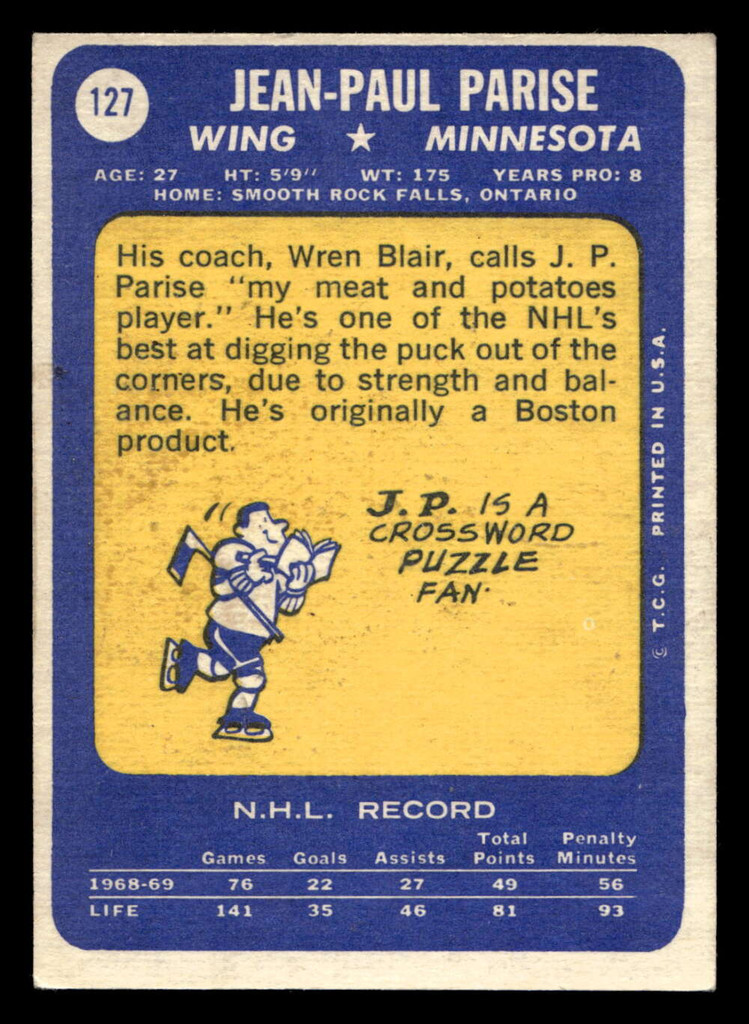 127
JEAN-PAUL PARISE
WING ★ MINNESOTA
AGE: 27 HT: 5'9" WT: 175 YEARS PRO: 8
HOME: SMOOTH ROCK FALLS, ONTARIO
His coach, Wren Blair, calls J. P.
Parise "my meat and potatoes
player." He's one of the NHL's
best at digging the puck out of the
corners, due to strength and bal-
ance. He's originally a Boston
product.
J.P. IS A
CROSSWORD
PUZZLE
FAN.
© T.C.G. PRINTED IN U.S.A.
N.H.L. RECORD
Games Goals Assists Total Points Penalty Minutes
1968-69 76 22 27 49 56
LIFE 141 35 46 81 93